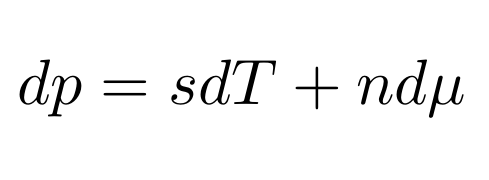 dp = sdT + ndμ